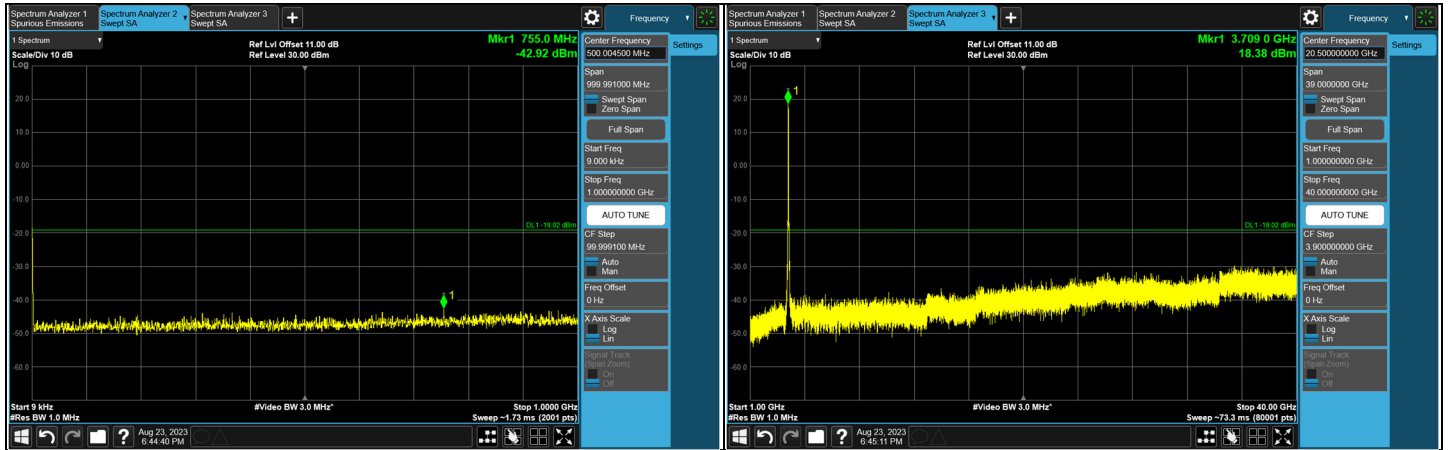 Spectrum Analyzer 1
Spurious Emissions
Spectrum Analyzer 2
Swept SA
Spectrum Analyzer 3
Swept SA
Frequency
1 Spectrum
Scale/Div 10 dB
Log
Ref Lvl Offset 11.00 dB
Ref Level 30.00 dBm
Mkr1 755.0 MHz
-42.92 dBm
20.0
10.0
0.00
-10.0
-20.0
-30.0
-40.0
-50.0
-60.0
DL1 -19.02 dBm
1
Start 9 kHz
#Res BW 1.0 MHz
#Video BW 3.0 MHz*
Stop 1.0000 GHz
Sweep ~1.73 ms (2001 pts)
Center Frequency
500.004500 MHz
Settings
Span
999.991000 MHz
Swept Span
Zero Span
Full Span
Start Freq
9.000 kHz
Stop Freq
1.000000000 GHz
AUTO TUNE
CF Step
99.999100 MHz
Auto
Man
Freq Offset
0 Hz
X Axis Scale
Log
Lin
Signal Track
(Span Zoom)
On
Off
?
Aug 23, 2023
6:44:40 PM
Spectrum Analyzer 1
Spurious Emissions
Spectrum Analyzer 2
Swept SA
Spectrum Analyzer 3
Swept SA
Frequency
1 Spectrum
Scale/Div 10 dB
Log
Ref Lvl Offset 11.00 dB
Ref Level 30.00 dBm
Mkr1 3.709 0 GHz
18.38 dBm
1
20.0
10.0
0.00
-10.0
-20.0
-30.0
-40.0
-50.0
-60.0
DL1 -19.02 dBm
Start 1.00 GHz
#Res BW 1.0 MHz
#Video BW 3.0 MHz*
Stop 40.00 GHz
Sweep ~73.3 ms (80001 pts)
Center Frequency
20.500000000 GHz
Settings
Span
39.0000000 GHz
Swept Span
Zero Span
Full Span
Start Freq
1.000000000 GHz
Stop Freq
40.000000000 GHz
AUTO TUNE
CF Step
3.900000000 GHz
Auto
Man
Freq Offset
0 Hz
X Axis Scale
Log
Lin
Signal Track
(Span Zoom)
On
Off
?
Aug 23, 2023
6:45:11 PM